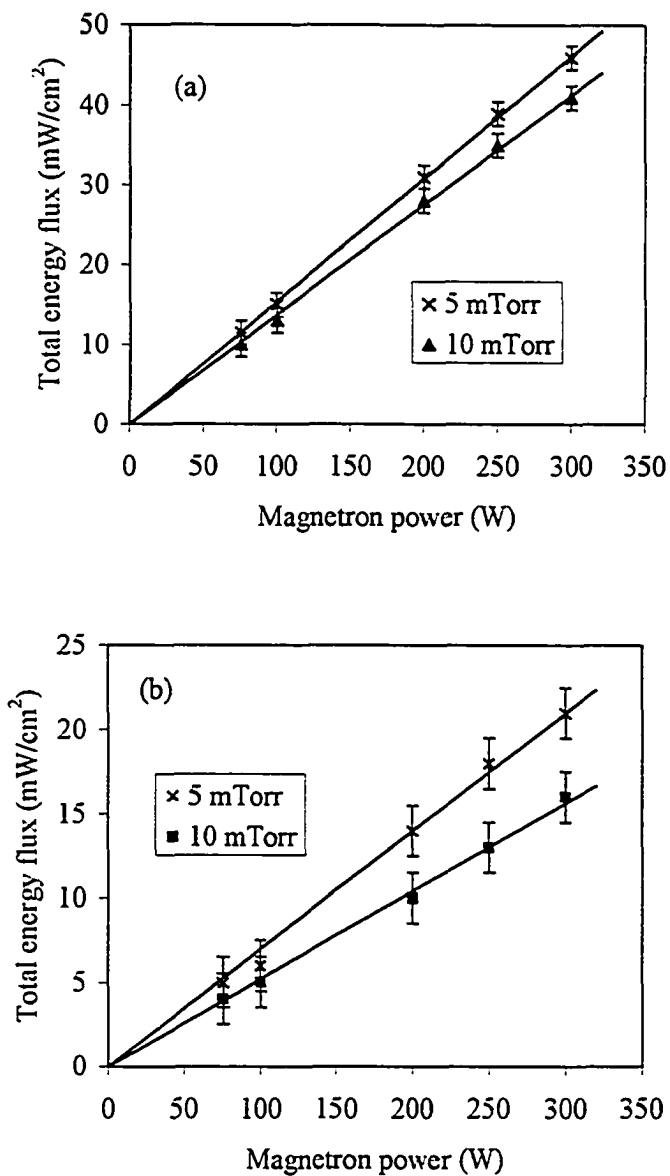 50
40
30
20
10
0
Total energy flux (mW/cm²)
(a)
5 mTorr
10 mTorr
0 50 100 150 200 250 300 350
Magnetron power (W)
25
20
15
10
5
0
Total energy flux (mW/cm²)
(b)
5 mTorr
10 mTorr
0 50 100 150 200 250 300 350
Magnetron power (W)